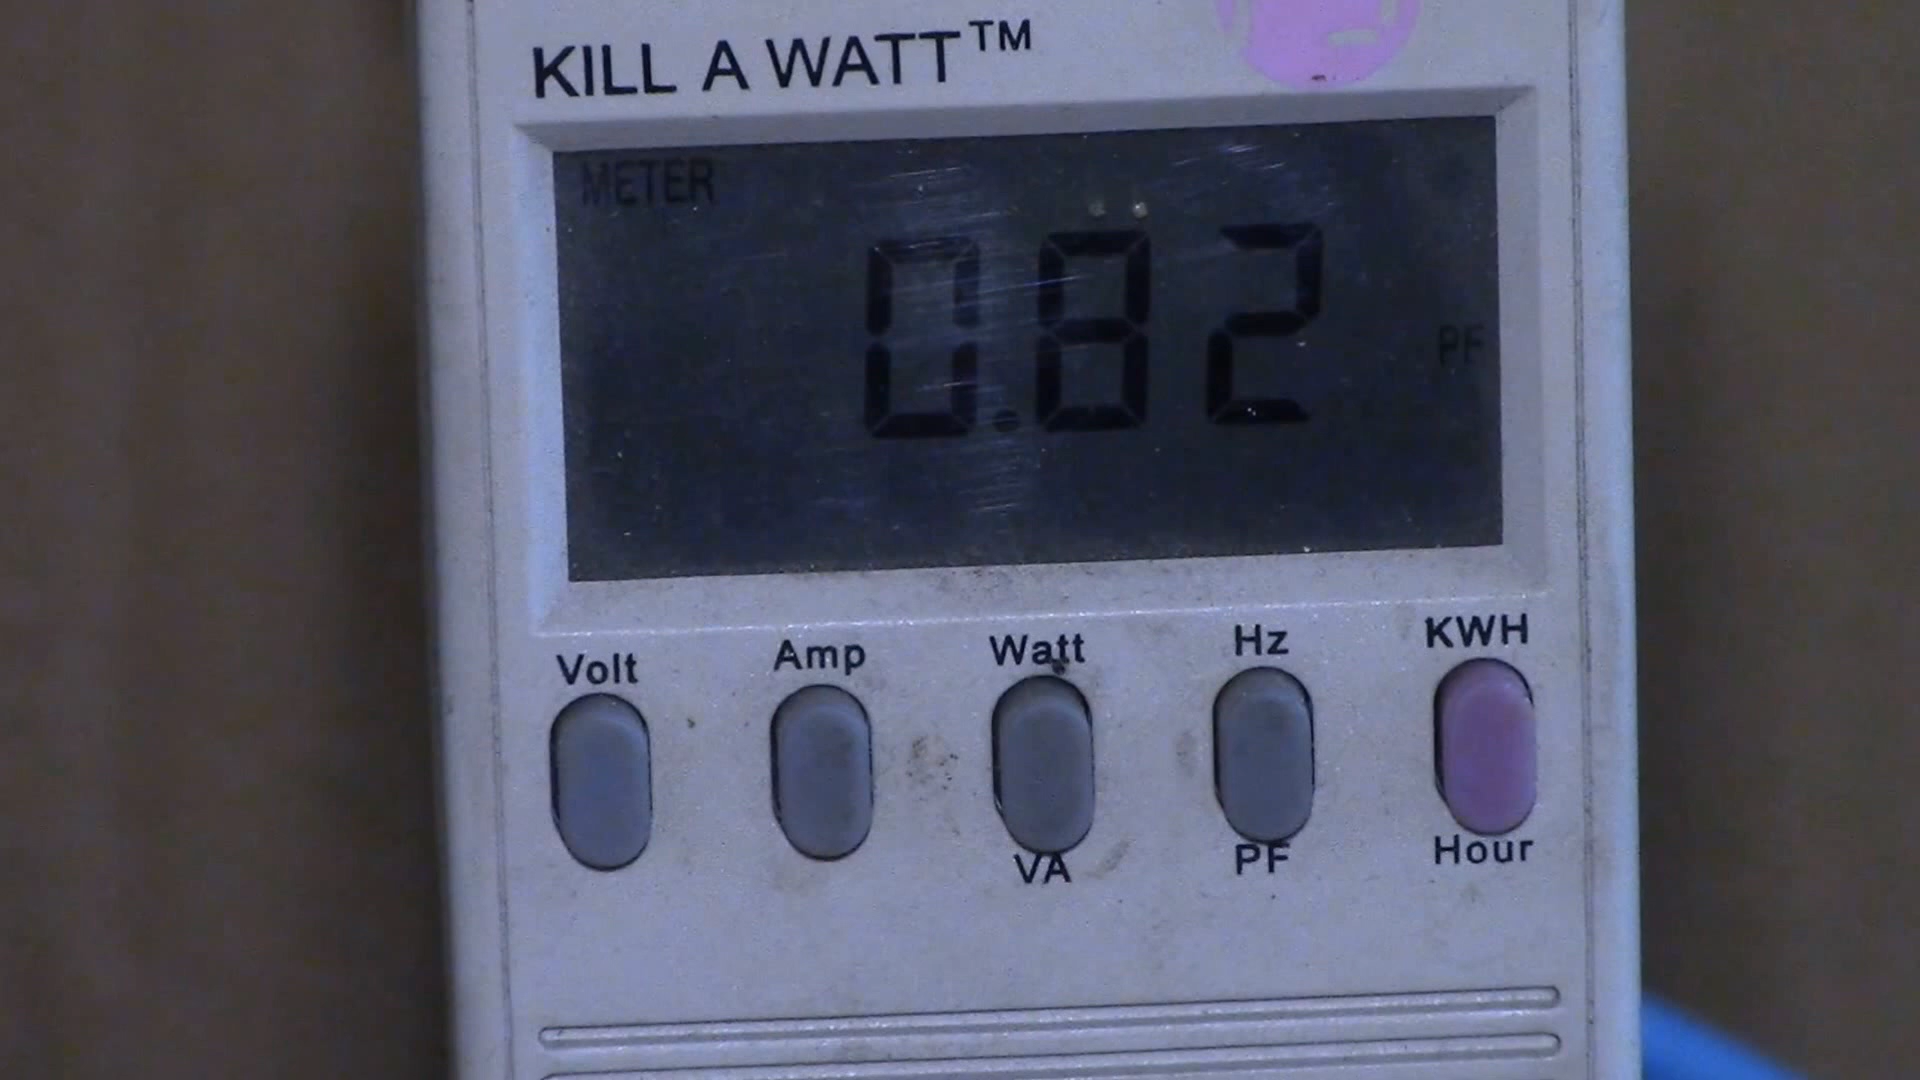 KILL A WATT™
METER
0.82
PF
Volt Amp Watt Hz KWH
VA PF Hour